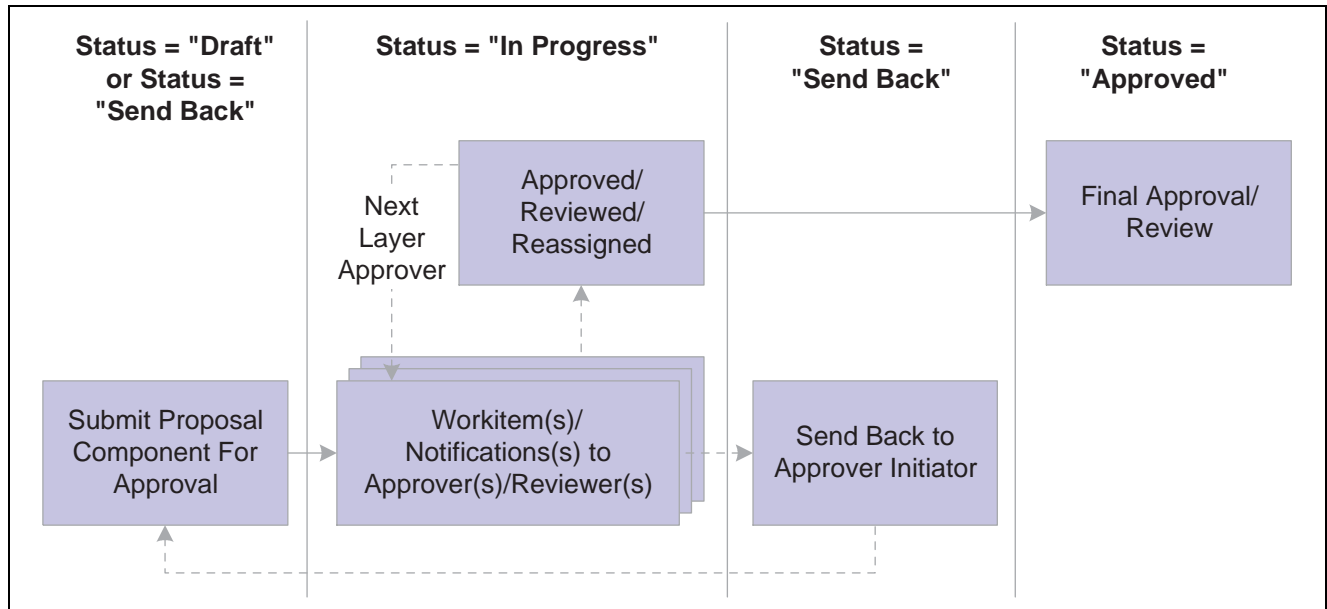 Status = "Draft"
or Status =
"Send Back"
Status = "In Progress"
Status =
"Send Back"
Status =
"Approved"
Next
Layer
Approver
Approved/
Reviewed/
Reassigned
Final Approval/
Review
Submit Proposal
Component For
Approval
Workitem(s)/
Notifications(s) to
Approver(s)/Reviewer(s)
Send Back to
Approver Initiator